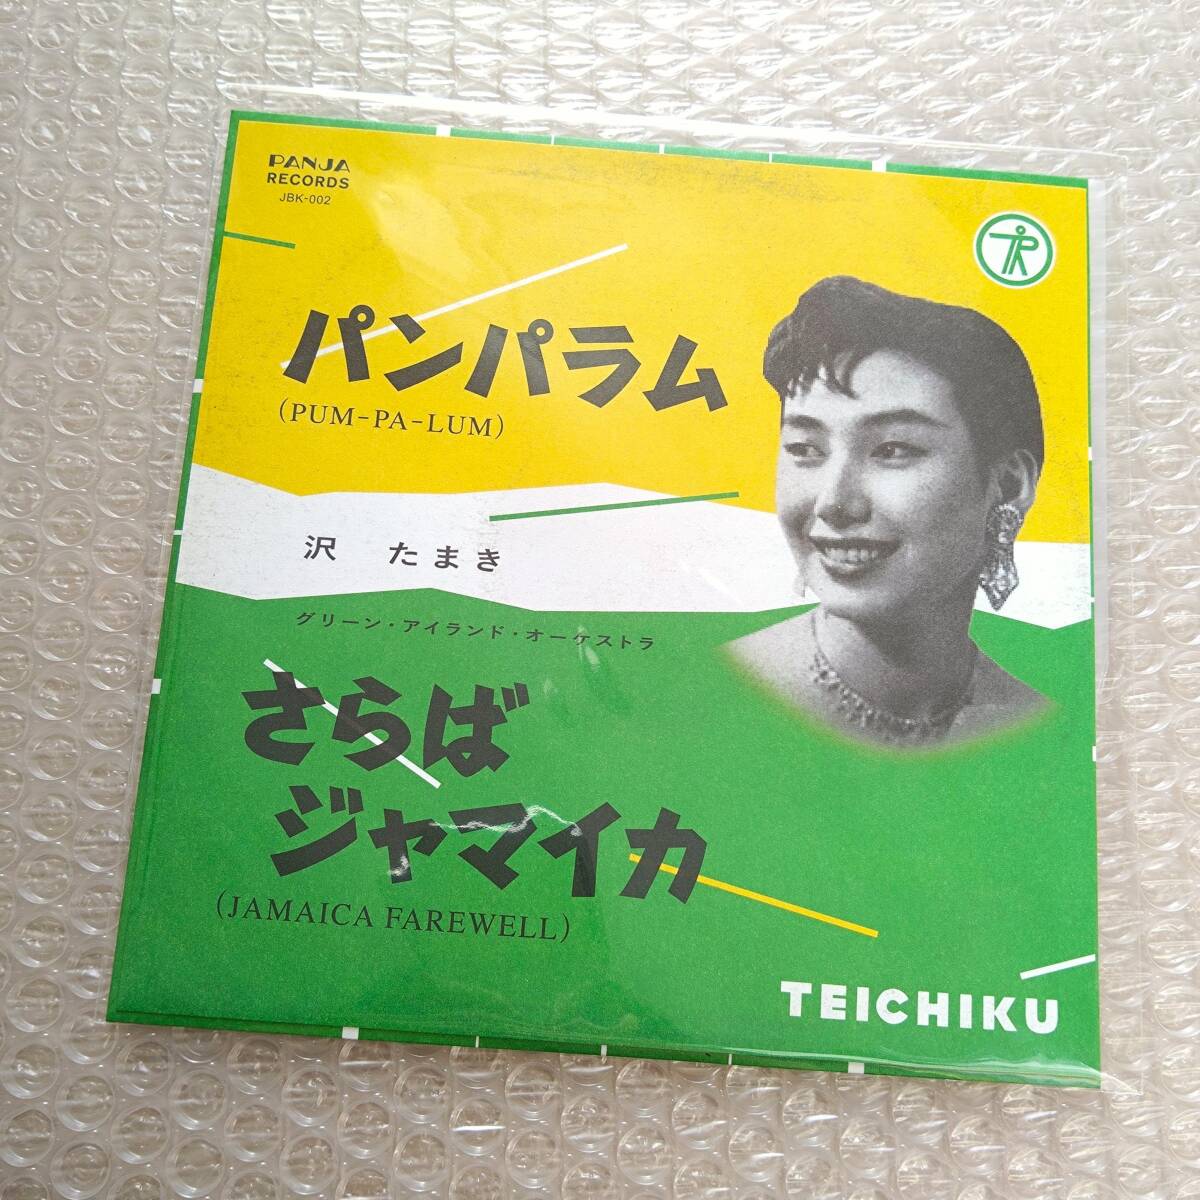 PANJA
RECORDS
JBK-002
TR
パンパラム
(PUM-PA-LUM)
沢 たまき
グリーン・アイランド・オーケストラ
さらば
ジャマイカ
(JAMAICA FAREWELL)
TEICHIKU